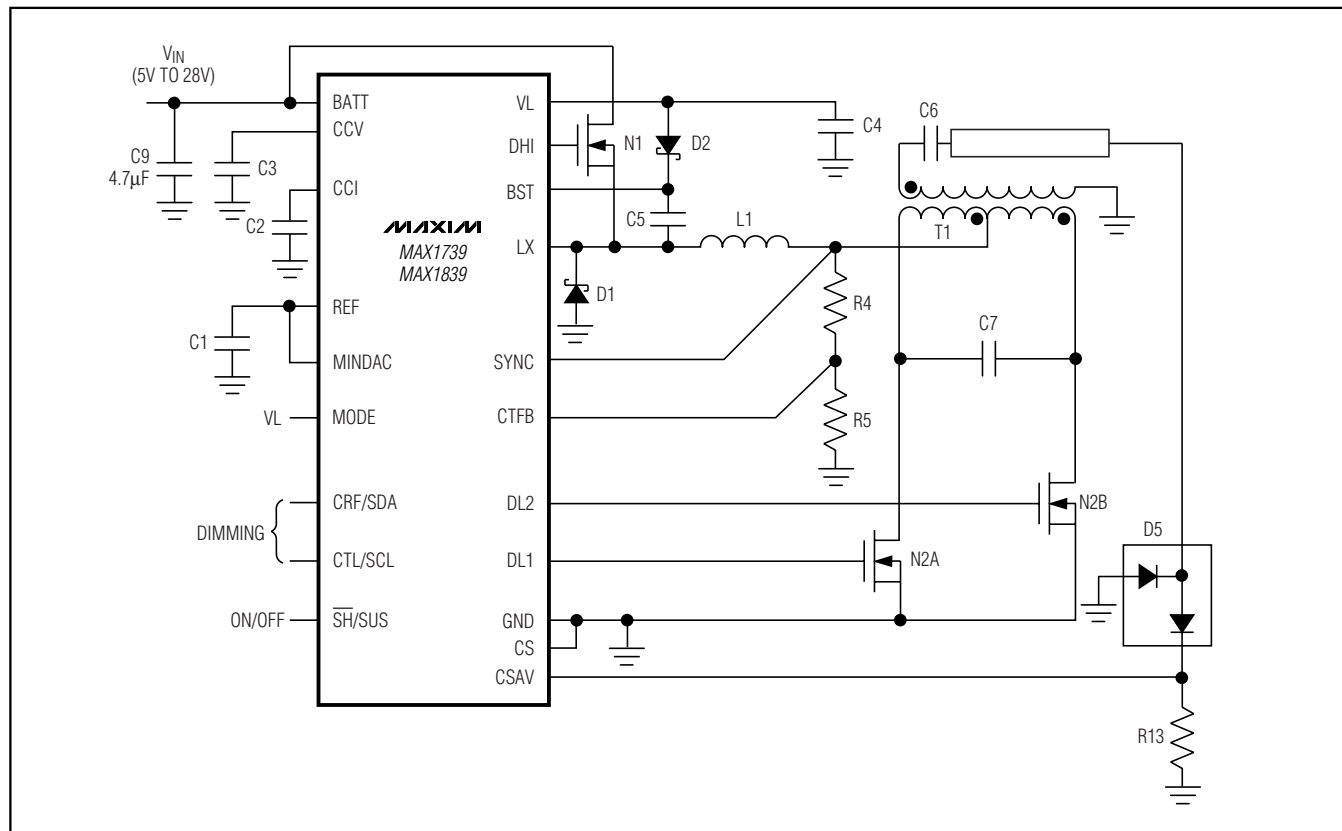 VIN
(5V TO 28V)
C9
4.7µF
C3
C2
C1
VL
DIMMING
ON/OFF
BATT
CCV
CCI
REF
MINDAC
MODE
CRF/SDA
CTL/SCL
SH/SUS
MAXIM
MAX1739
MAX1839
VL
DHI
BST
LX
SYNC
CTFB
DL2
DL1
GND
CS
CSAV
N1
D2
C4
C5
L1
D1
R4
R5
C6
T1
C7
N2B
N2A
D5
R13